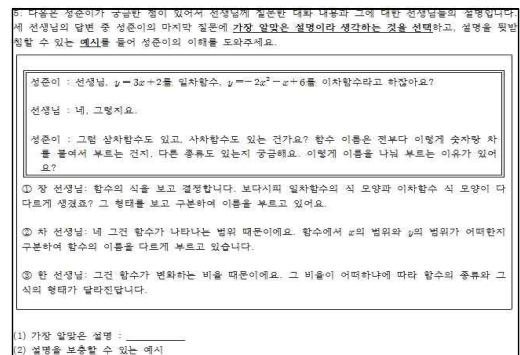 5. 다음은 성준이가 궁금한 점이 있어서 선생님께 질문한 대화 내용과 그에 대한 선생님들의 설명입니다.
세 선생님의 답변 중 성준이의 마지막 질문에 가장 알맞은 설명이라 생각하는 것을 선택하고, 설명을 뒷받
침할 수 있는 예시를 들어 성준이의 이해를 도와주세요.
성준이 : 선생님, y=3x+2를 일차함수, y=-2x²-x+6를 이차함수라고 하잖아요?
선생님 : 네, 그렇지요.
성준이 : 그럼 삼차함수도 있고, 사차함수도 있는 건가요? 함수 이름은 전부다 이렇게 숫자랑 차
를 붙여서 부르는 건지, 다른 종류도 있는지 궁금해요. 이렇게 이름을 나눠 부르는 이유가 있어
요?
① 장 선생님: 함수의 식을 보고 결정합니다. 보다시피 일차함수의 식 모양과 이차함수 식 모양이 다
다르게 생겼죠? 그 형태를 보고 구분하여 이름을 부르고 있어요.
② 차 선생님: 네 그건 함수가 나타나는 범위 때문이에요. 함수에서 x의 범위와 y의 범위가 어떠한지
구분하여 함수의 이름을 다르게 부르고 있습니다.
③ 한 선생님: 그건 함수가 변화하는 비율 때문이에요. 그 비율이 어떠하냐에 따라 함수의 종류와 그
식의 형태가 달라진답니다.
(1) 가장 알맞은 설명 : ____________
(2) 설명을 보충할 수 있는 예시